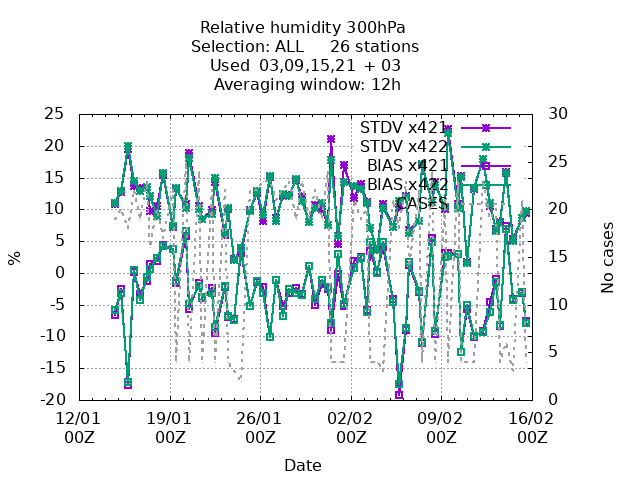 Relative humidity 300hPa
Selection: ALL 26 stations
Used 03,09,15,21 + 03
Averaging window: 12h
25
20
15
10
5
0
-5
-10
-15
-20
%
30
25
20
15
10
5
0
No cases
STDV x421
STDV x422
BIAS x421
BIAS x422
CASES
12/01 19/01 26/01 02/02 09/02 16/02
00Z 00Z 00Z 00Z 00Z 00Z
Date